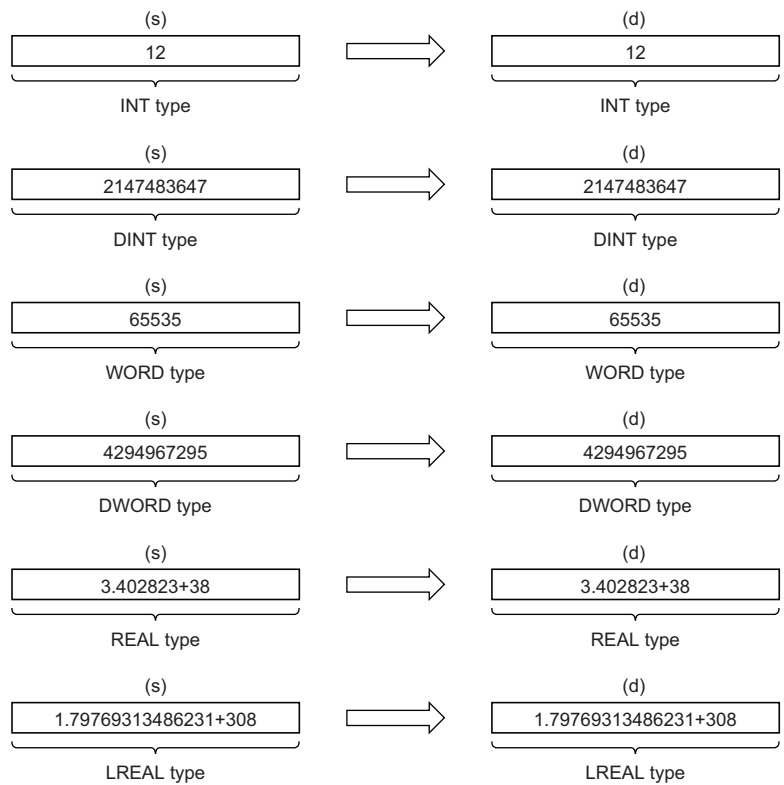 (s) (d)
12 12
INT type INT type
(s) (d)
2147483647 2147483647
DINT type DINT type
(s) (d)
65535 65535
WORD type WORD type
(s) (d)
4294967295 4294967295
DWORD type DWORD type
(s) (d)
3.402823+38 3.402823+38
REAL type REAL type
(s) (d)
1.79769313486231+308 1.79769313486231+308
LREAL type LREAL type